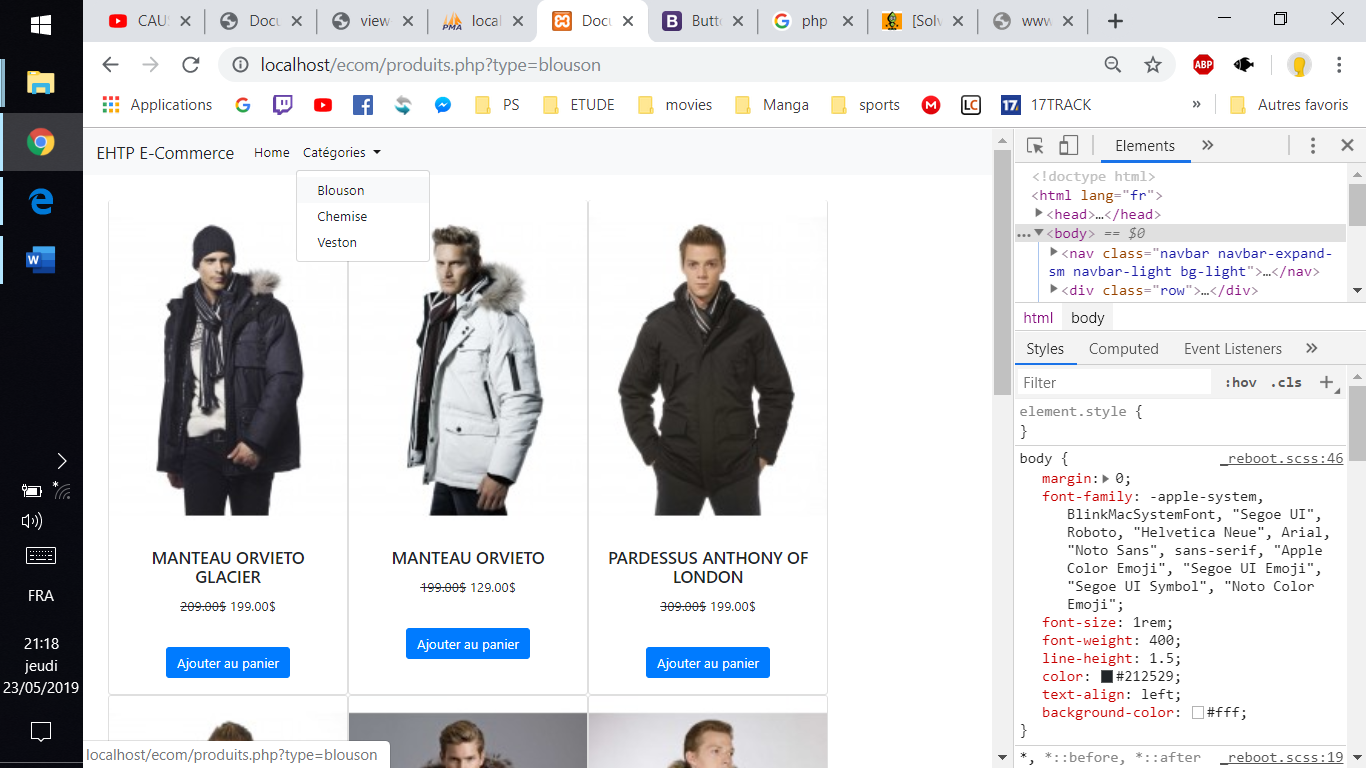 CAUS
Docu
view
PMA
local
Docu
B
Butto
php
[Solv
www
localhost/ecom/produits.php?type=blouson
ABP
Applications
PS
ETUDE
movies
Manga
sports
M
LC
17
17TRACK
»
Autres favoris
EHTP E-Commerce
Home
Catégories
Blouson
Chemise
Veston
MANTEAU ORVIETO
GLACIER
209.00$ 199.00$
Ajouter au panier
MANTEAU ORVIETO
199.00$ 129.00$
Ajouter au panier
PARDESSUS ANTHONY OF
LONDON
309.00$ 199.00$
Ajouter au panier
localhost/ecom/produits.php?type=blouson
Elements
»
<!doctype html>
<html lang="fr">
<head>…</head>
…<body> == $0
<nav class="navbar navbar-expand-
sm navbar-light bg-light">…</nav>
<div class="row">…</div>
html body
Styles Computed Event Listeners »
Filter :hov .cls +
element.style {
}
body { _reboot.scss:46
margin: 0;
font-family: -apple-system,
BlinkMacSystemFont, "Segoe UI",
Roboto, "Helvetica Neue", Arial,
"Noto Sans", sans-serif, "Apple
Color Emoji", "Segoe UI Emoji",
"Segoe UI Symbol", "Noto Color
Emoji";
font-size: 1rem;
font-weight: 400;
line-height: 1.5;
color: #212529;
text-align: left;
background-color: #fff;
}
*, *::before, *::after _reboot.scss:19
W
FRA
21:18
jeudi
23/05/2019